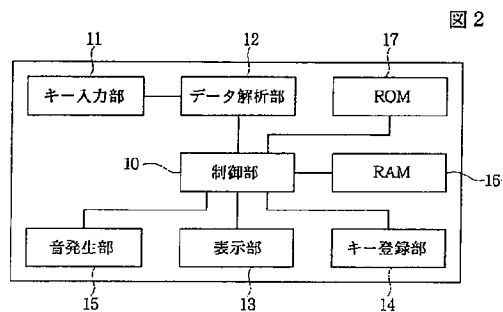 図 2
11
12
17
キー入力部
データ解析部
ROM
10
制御部
RAM
16
音発生部
表示部
キー登録部
15
13
14